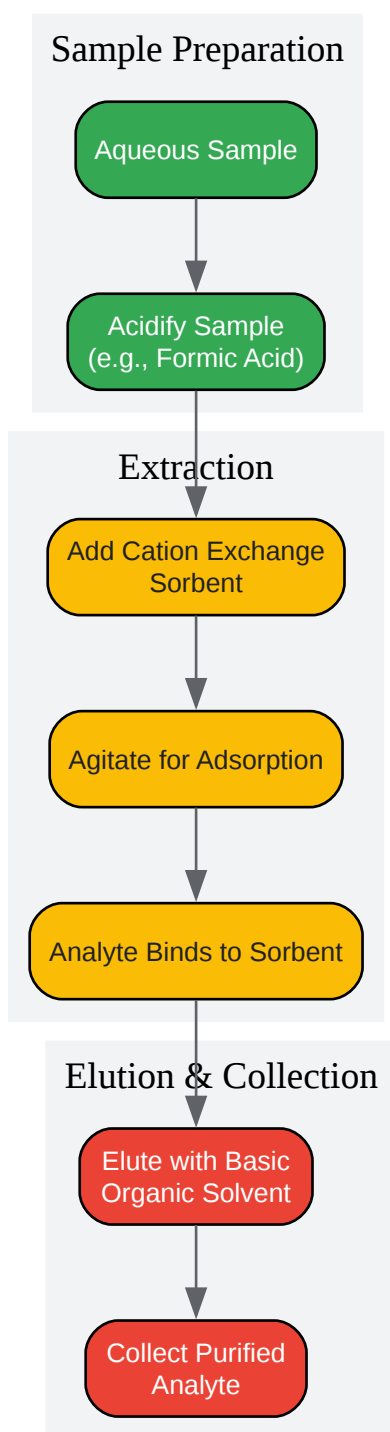 Sample Preparation
Aqueous Sample
Acidify Sample
(e.g., Formic Acid)
Extraction
Add Cation Exchange
Sorbent
Agitate for Adsorption
Analyte Binds to Sorbent
Elution & Collection
Elute with Basic
Organic Solvent
Collect Purified
Analyte